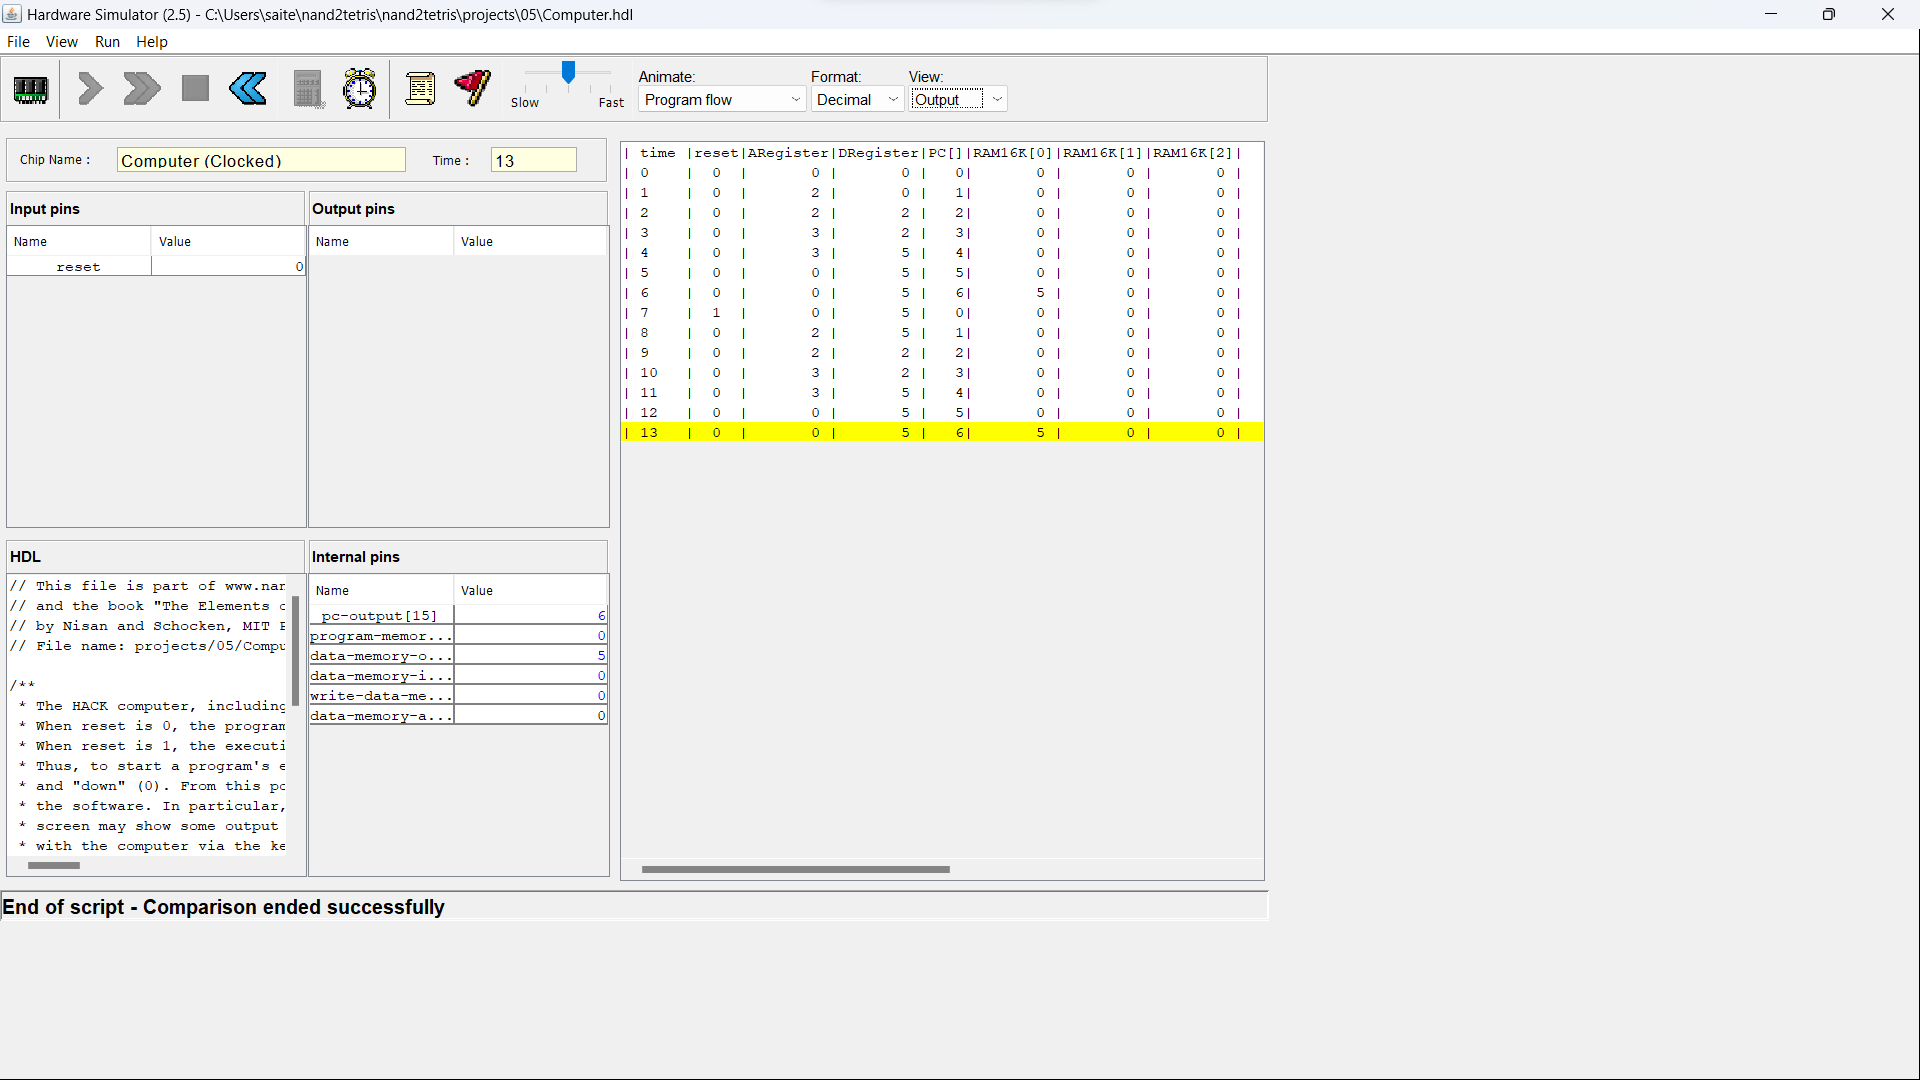 Hardware Simulator (2.5) - C:\Users\saite\nand2tetris\nand2tetris\projects\05\Computer.hdl
File View Run Help
Slow Fast
Animate: Format: View:
Program flow Decimal Output
Chip Name : Computer (Clocked) Time : 13
Input pins
Name Value
reset 0
Output pins
Name Value
HDL
// This file is part of www.nan
// and the book "The Elements o
// by Nisan and Schocken, MIT P
// File name: projects/05/Compu
/**
* The HACK computer, including
* When reset is 0, the program
* When reset is 1, the executi
* Thus, to start a program's e
* and "down" (0). From this po
* the software. In particular,
* screen may show some output
* with the computer via the ke
Internal pins
Name Value
pc-output[15] 6
program-memor... 0
data-memory-o... 5
data-memory-i... 0
write-data-me... 0
data-memory-a... 0
| time |reset|ARegister|DRegister|PC[]|RAM16K[0]|RAM16K[1]|RAM16K[2]|
| 0 | 0 | 0 | 0 | 0| 0 | 0 | 0 |
| 1 | 0 | 2 | 0 | 1| 0 | 0 | 0 |
| 2 | 0 | 2 | 2 | 2| 0 | 0 | 0 |
| 3 | 0 | 3 | 2 | 3| 0 | 0 | 0 |
| 4 | 0 | 3 | 5 | 4| 0 | 0 | 0 |
| 5 | 0 | 0 | 5 | 5| 0 | 0 | 0 |
| 6 | 0 | 0 | 5 | 6| 5 | 0 | 0 |
| 7 | 1 | 0 | 5 | 0| 0 | 0 | 0 |
| 8 | 0 | 2 | 5 | 1| 0 | 0 | 0 |
| 9 | 0 | 2 | 2 | 2| 0 | 0 | 0 |
| 10 | 0 | 3 | 2 | 3| 0 | 0 | 0 |
| 11 | 0 | 3 | 5 | 4| 0 | 0 | 0 |
| 12 | 0 | 0 | 5 | 5| 0 | 0 | 0 |
| 13 | 0 | 0 | 5 | 6| 5 | 0 | 0 |
End of script - Comparison ended successfully